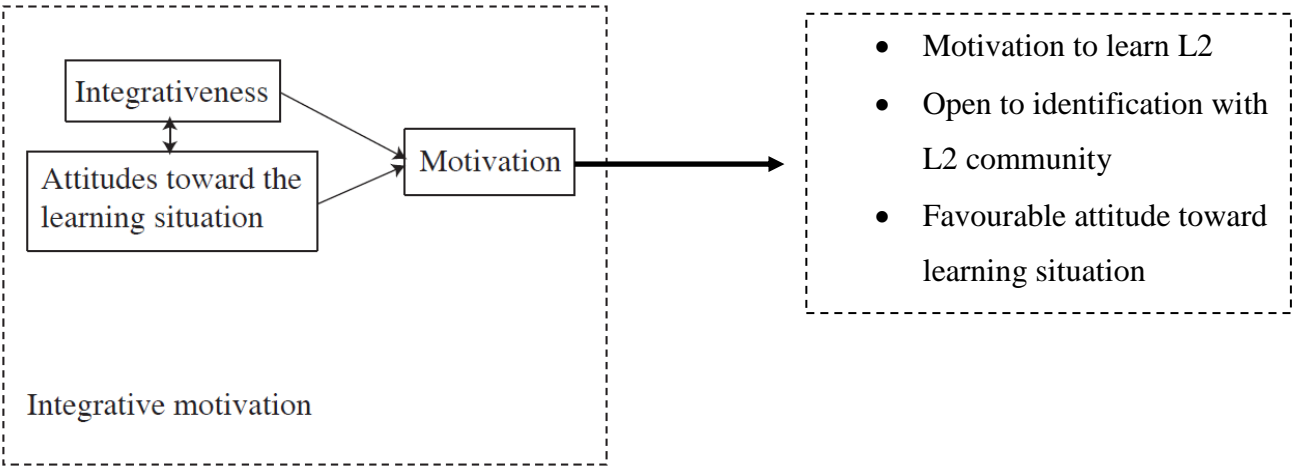 Integrativeness
Attitudes toward the
learning situation
Motivation
Integrative motivation
• Motivation to learn L2
• Open to identification with
L2 community
• Favourable attitude toward
learning situation